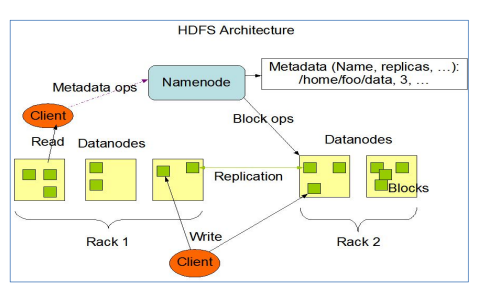 HDFS Architecture
Metadata (Name, replicas, ...):
/home/foo/data, 3, ...
Namenode
Metadata ops
Client
Block ops
Read
Datanodes
Datanodes
Replication
Blocks
Rack 1
Write
Rack 2
Client